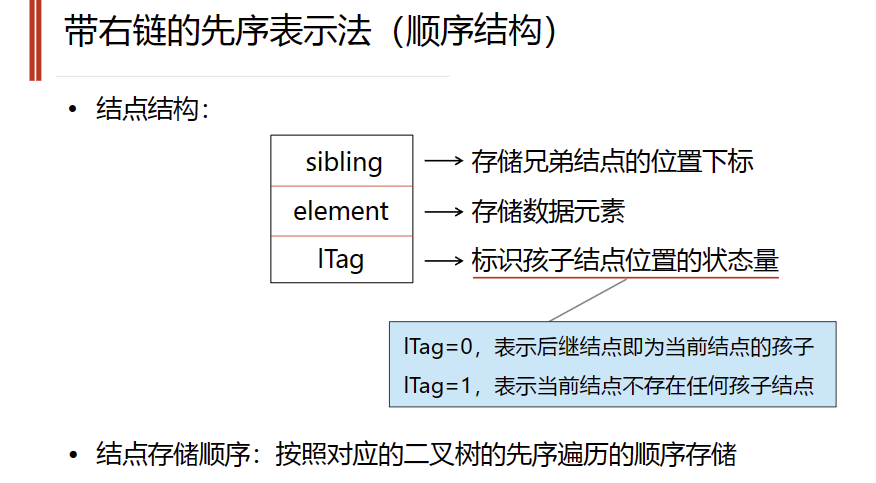 带右链的先序表示法（顺序结构）
• 结点结构：
sibling → 存储兄弟结点的位置下标
element → 存储数据元素
lTag → 标识孩子结点位置的状态量
lTag=0，表示后继结点即为当前结点的孩子
lTag=1，表示当前结点不存在任何孩子结点
• 结点存储顺序：按照对应的二叉树的先序遍历的顺序存储